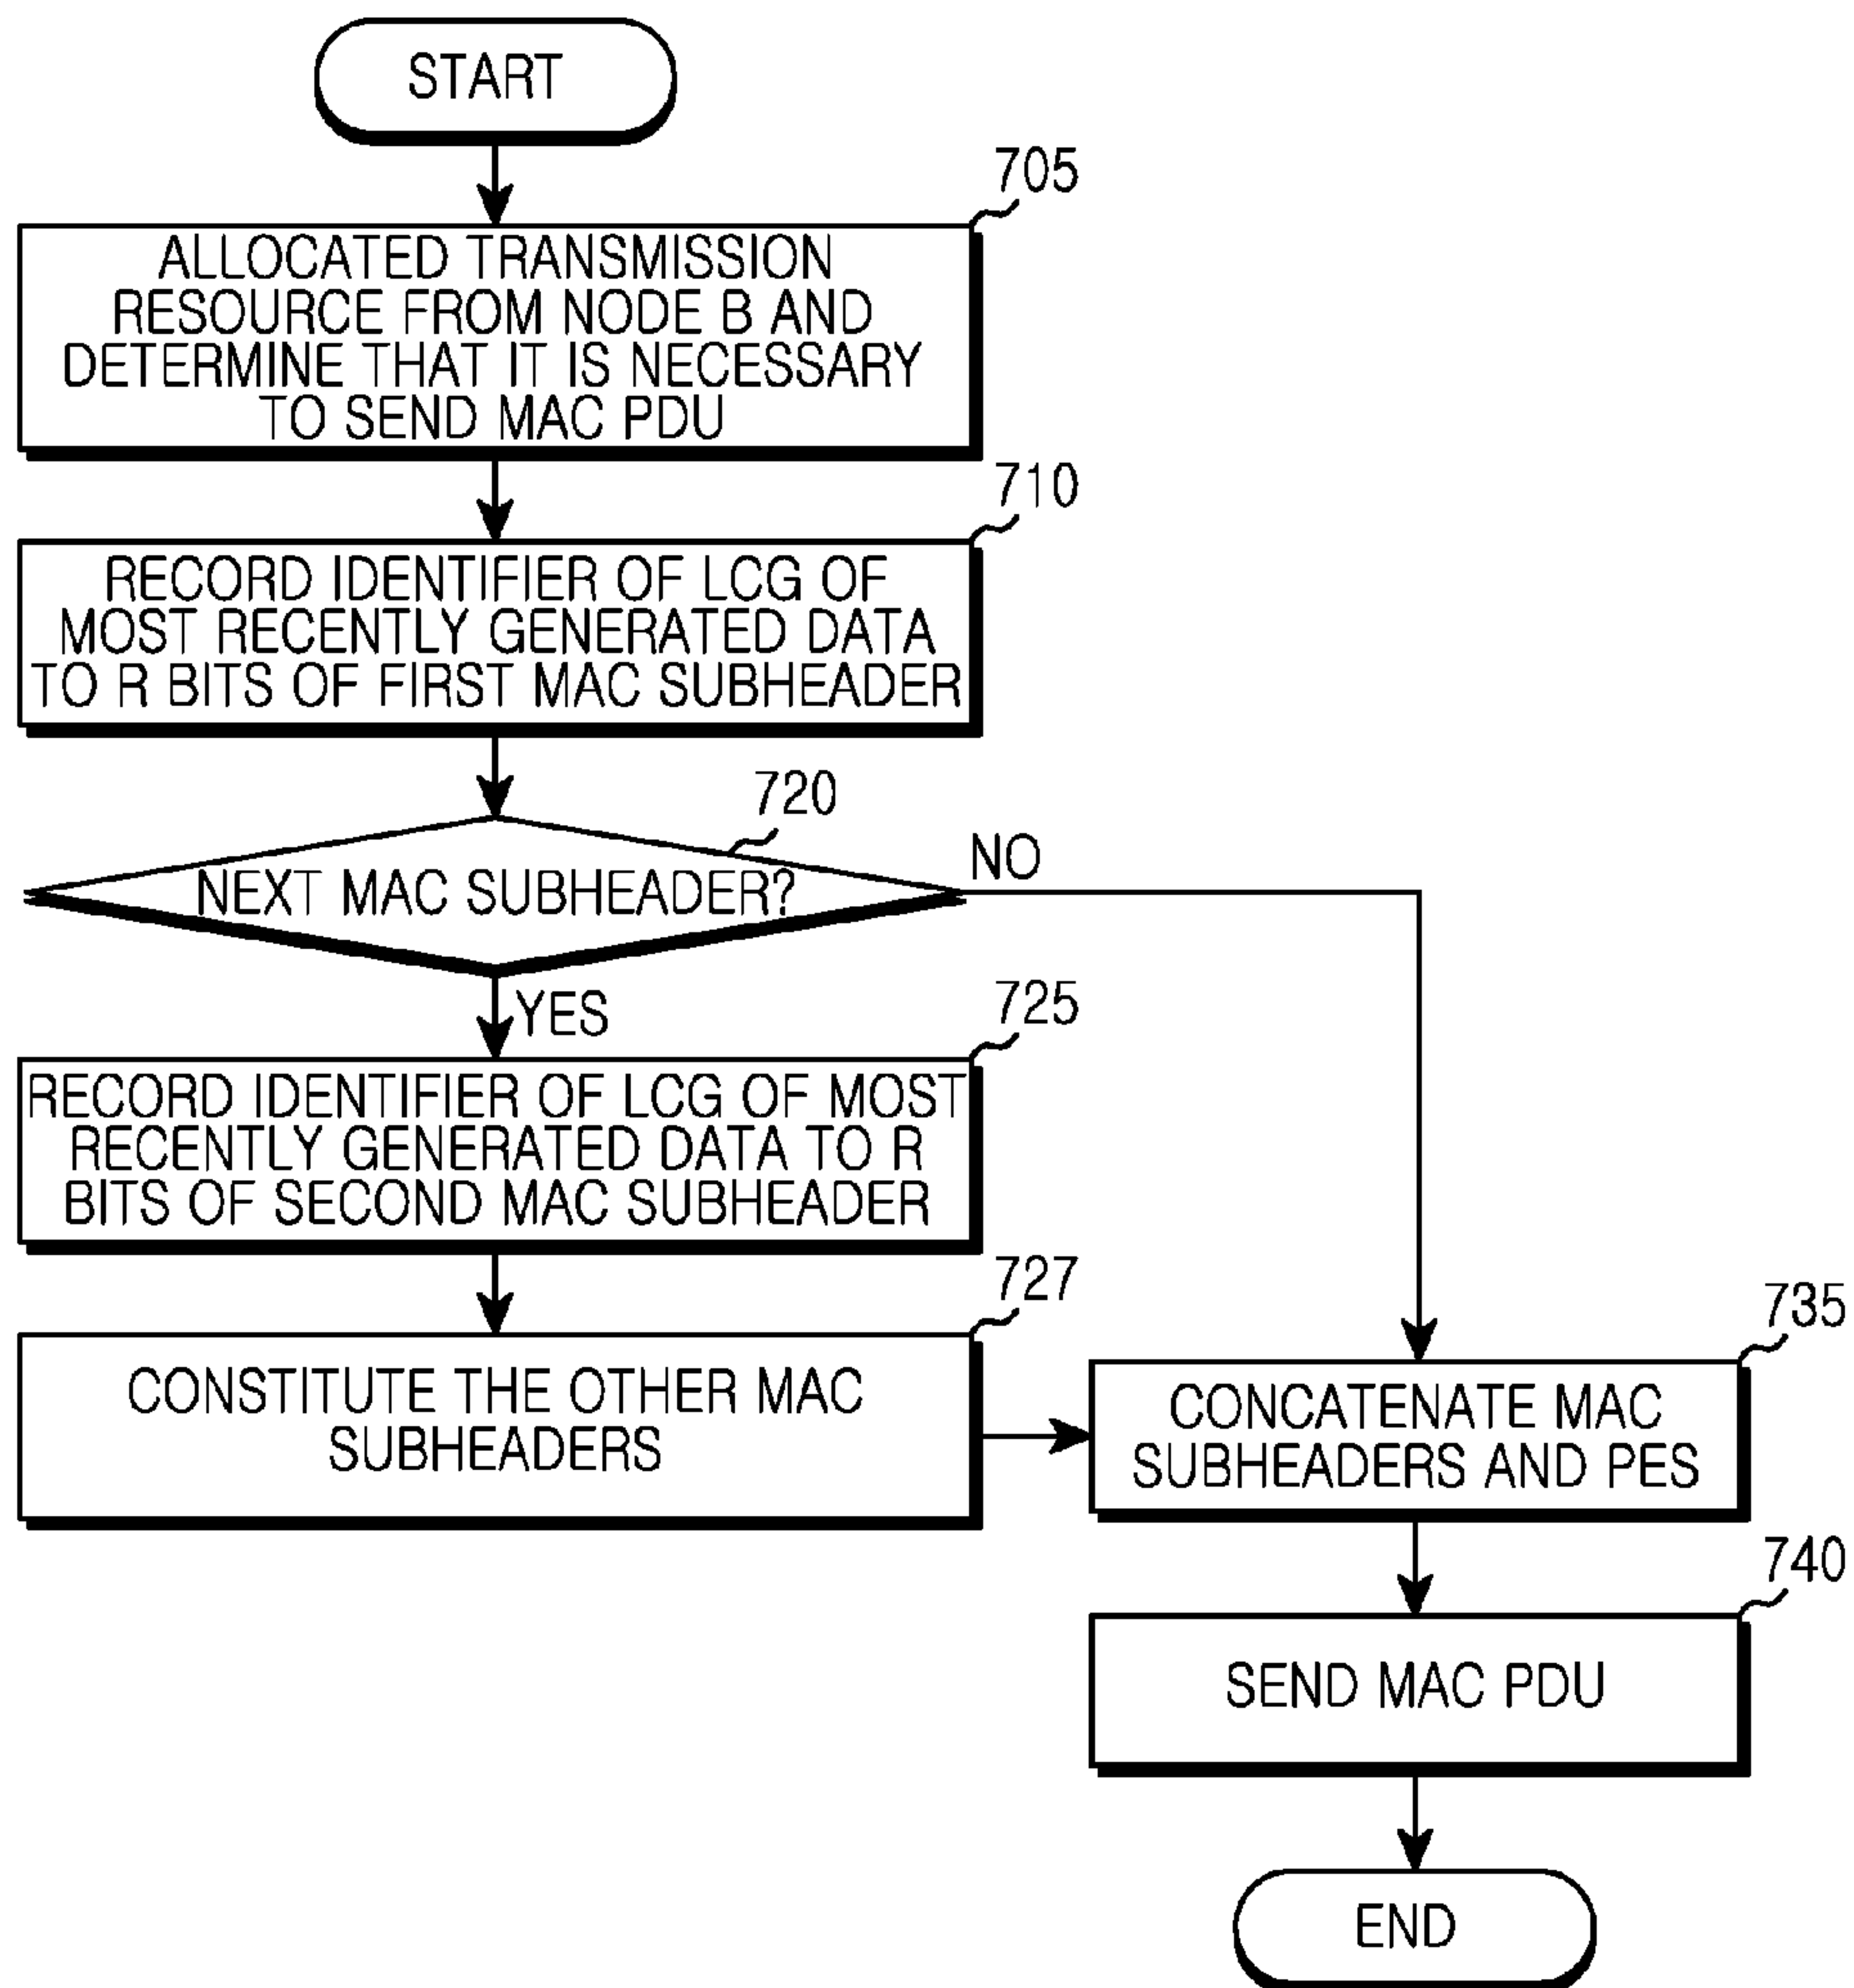 START
705
ALLOCATED TRANSMISSION
RESOURCE FROM NODE B AND
DETERMINE THAT IT IS NECESSARY
TO SEND MAC PDU
710
RECORD IDENTIFIER OF LCG OF
MOST RECENTLY GENERATED DATA
TO R BITS OF FIRST MAC SUBHEADER
720
NEXT MAC SUBHEADER?
NO
YES
725
RECORD IDENTIFIER OF LCG OF MOST
RECENTLY GENERATED DATA TO R
BITS OF SECOND MAC SUBHEADER
727
CONSTITUTE THE OTHER MAC
SUBHEADERS
735
CONCATENATE MAC
SUBHEADERS AND PES
740
SEND MAC PDU
END